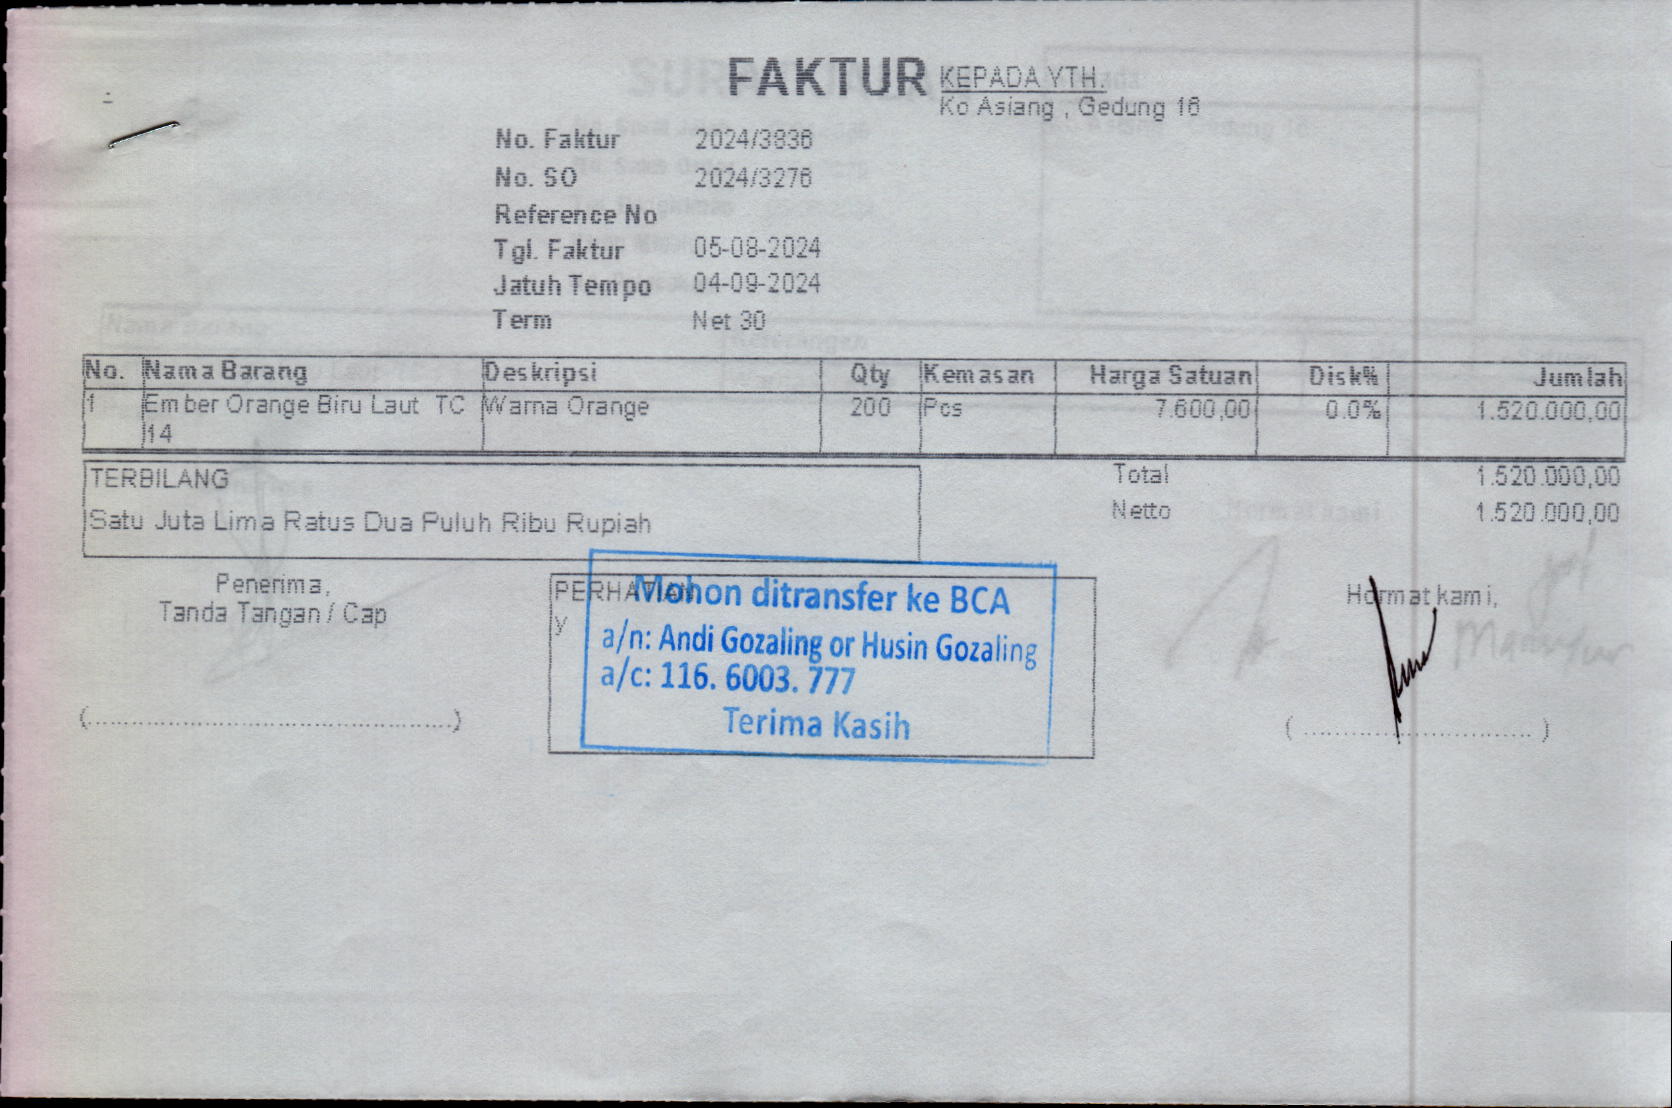 FAKTUR
KEPADA YTH.
Ko Asiang , Gedung 16
No. Faktur 2024/3836
No. SO 2024/3276
Reference No
Tgl. Faktur 05-08-2024
Jatuh Tempo 04-09-2024
Term Net 30
No. Nama Barang Deskripsi Qty Kemasan Harga Satuan Disk% Jumlah
1 Ember Orange Biru Laut TC Warna Orange 200 Pcs 7.600,00 0.0% 1.520.000,00
14
TERBILANG Total 1.520.000,00
Satu Juta Lima Ratus Dua Puluh Ribu Rupiah Netto 1.520.000,00
Penerima,
Tanda Tangan / Cap
PERHATIAN
y
Mohon ditransfer ke BCA
a/n: Andi Gozaling or Husin Gozaling
a/c: 116. 6003. 777
Terima Kasih
Hormat kami,
(..................................................)
( ................................ )